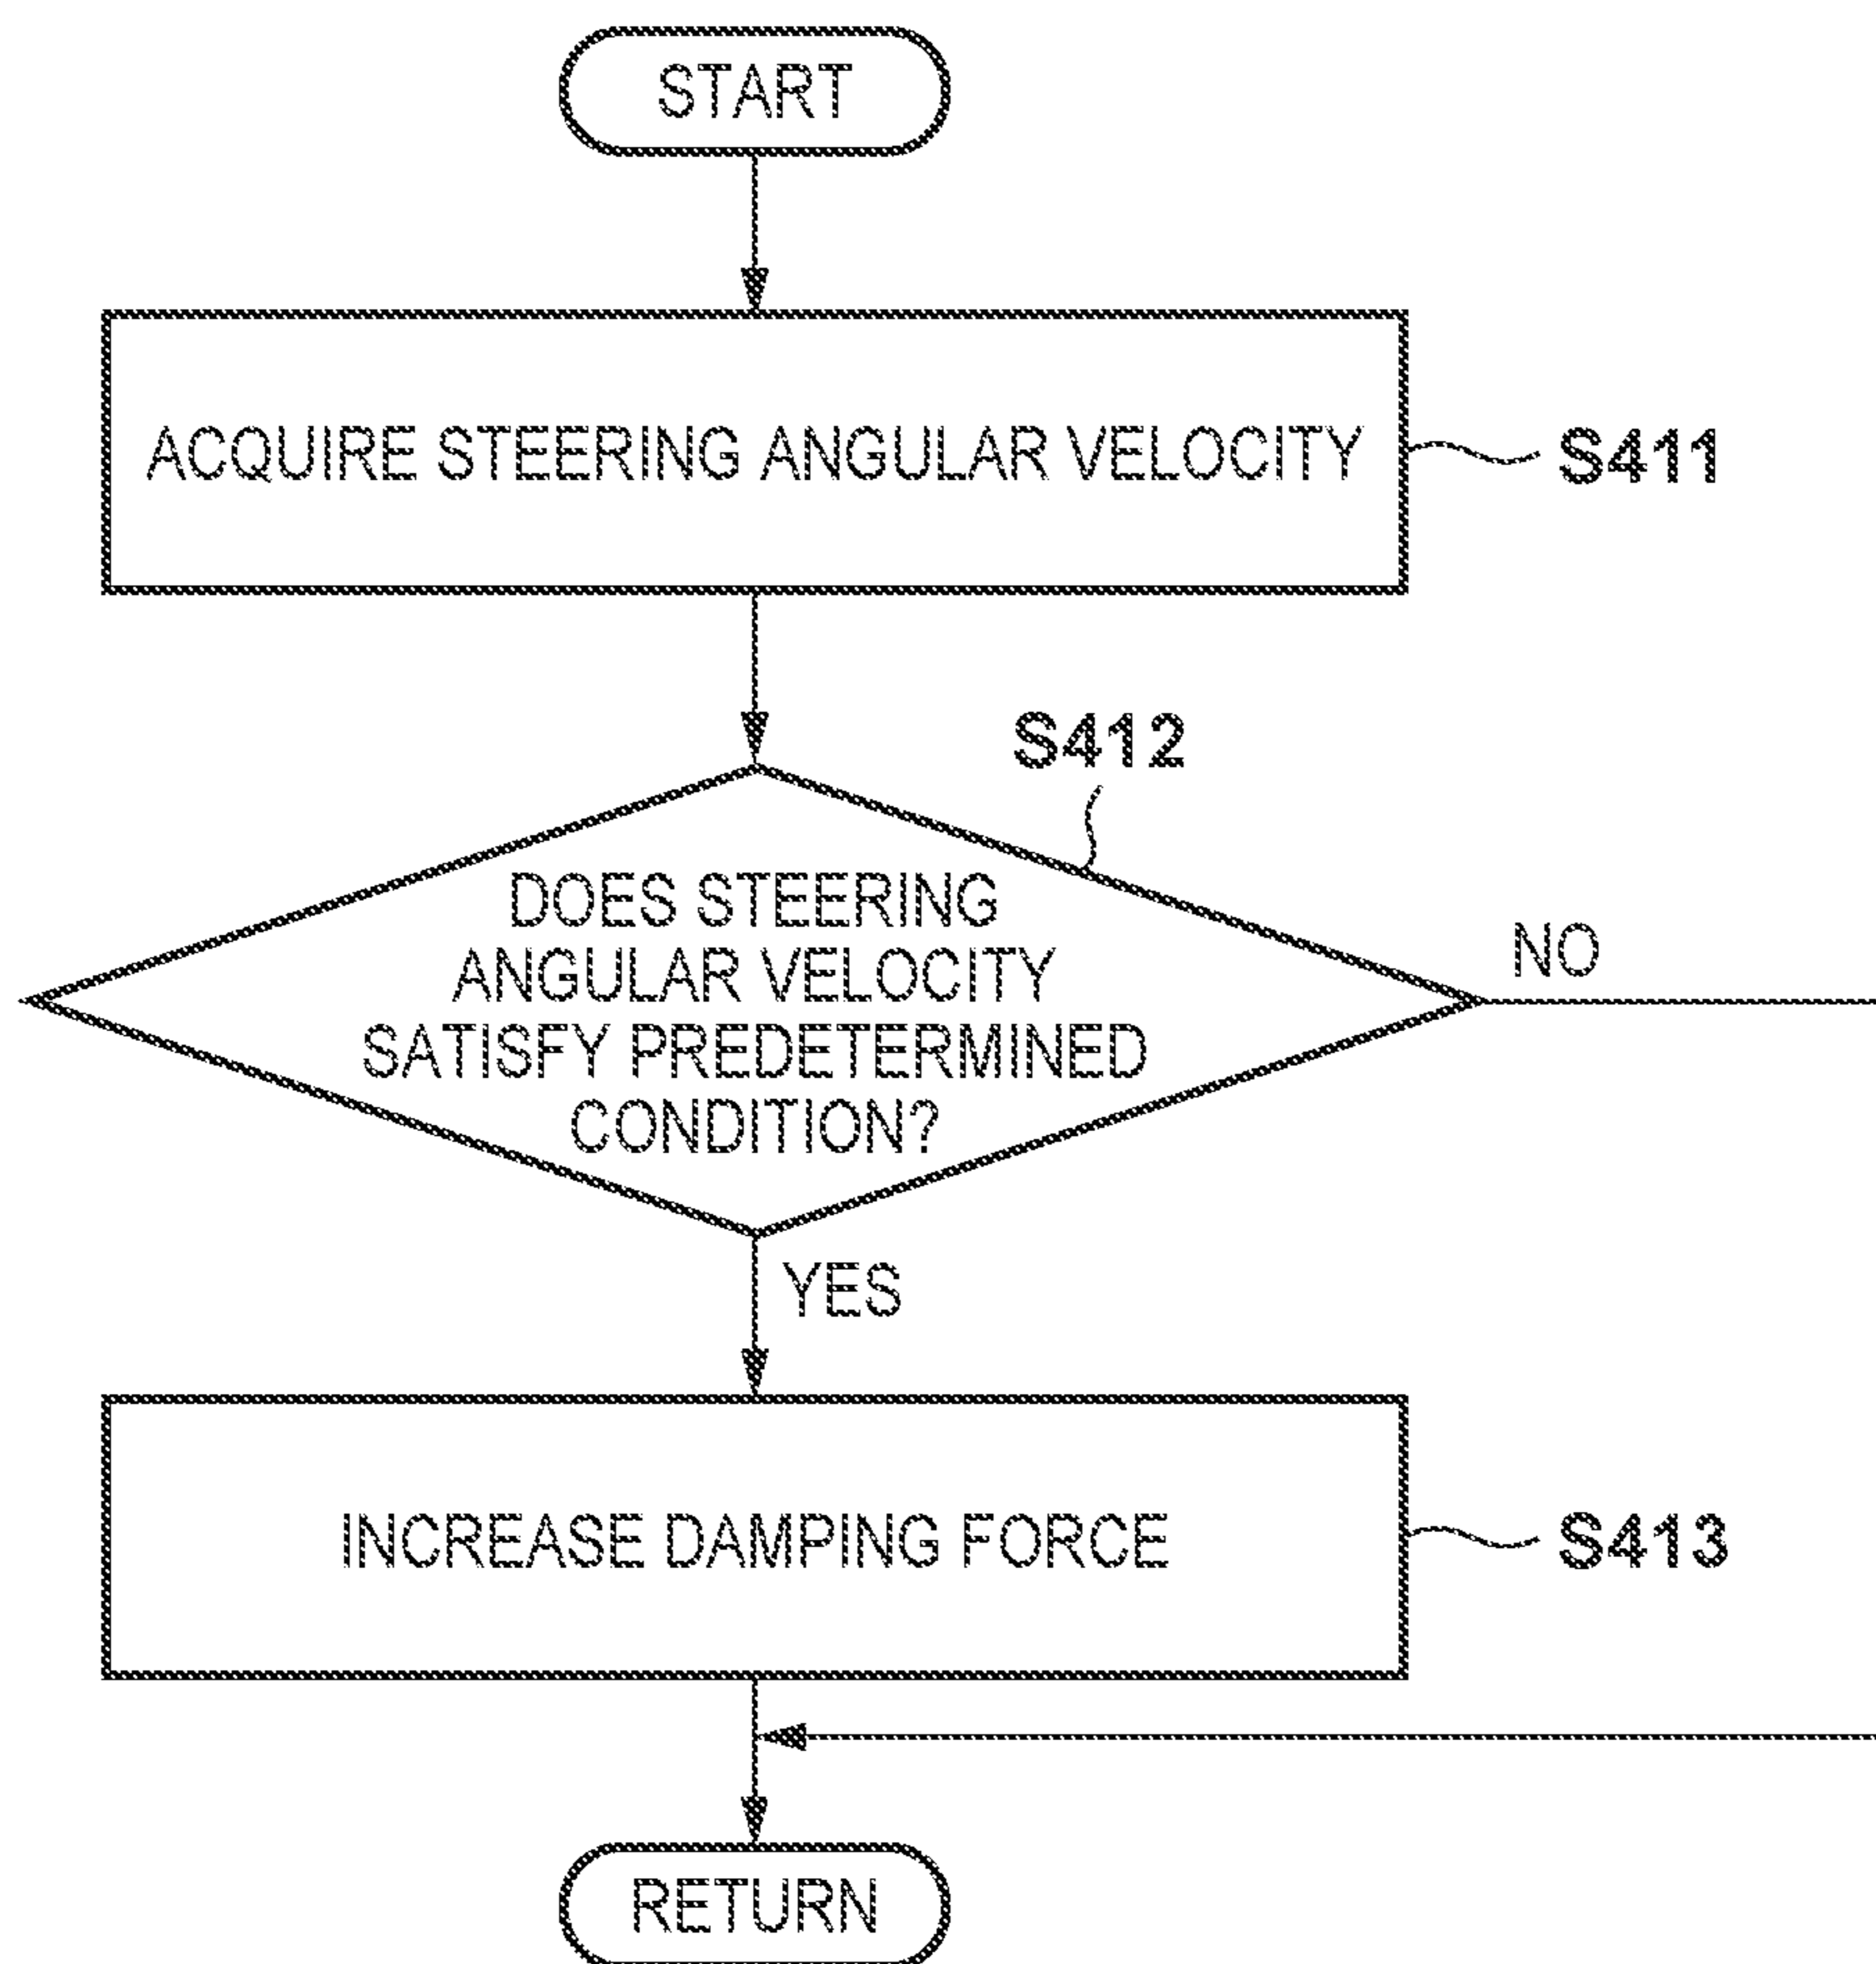 START
ACQUIRE STEERING ANGULAR VELOCITY
S411
S412
DOES STEERING
ANGULAR VELOCITY
SATISFY PREDETERMINED
CONDITION?
NO
YES
INCREASE DAMPING FORCE
S413
RETURN